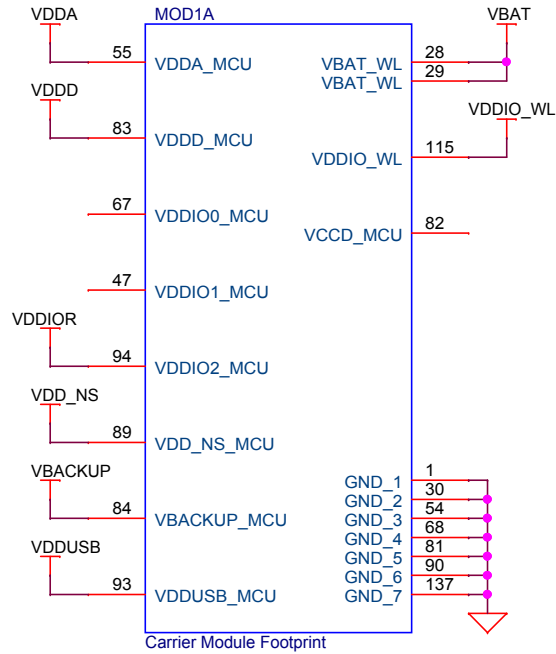 VDDA
MOD1A
VBAT
55
VDDA_MCU
VBAT_WL
28
VBAT_WL
29
VDDD
83
VDDD_MCU
VDDIO_WL
VDDIO_WL
115
67
VDDIO0_MCU
VCCD_MCU
82
47
VDDIO1_MCU
VDDIOR
94
VDDIO2_MCU
VDD_NS
89
VDD_NS_MCU
VBACKUP
84
VBACKUP_MCU
VDDUSB
93
VDDUSB_MCU
GND_1
1
GND_2
30
GND_3
54
GND_4
68
GND_5
81
GND_6
90
GND_7
137
Carrier Module Footprint